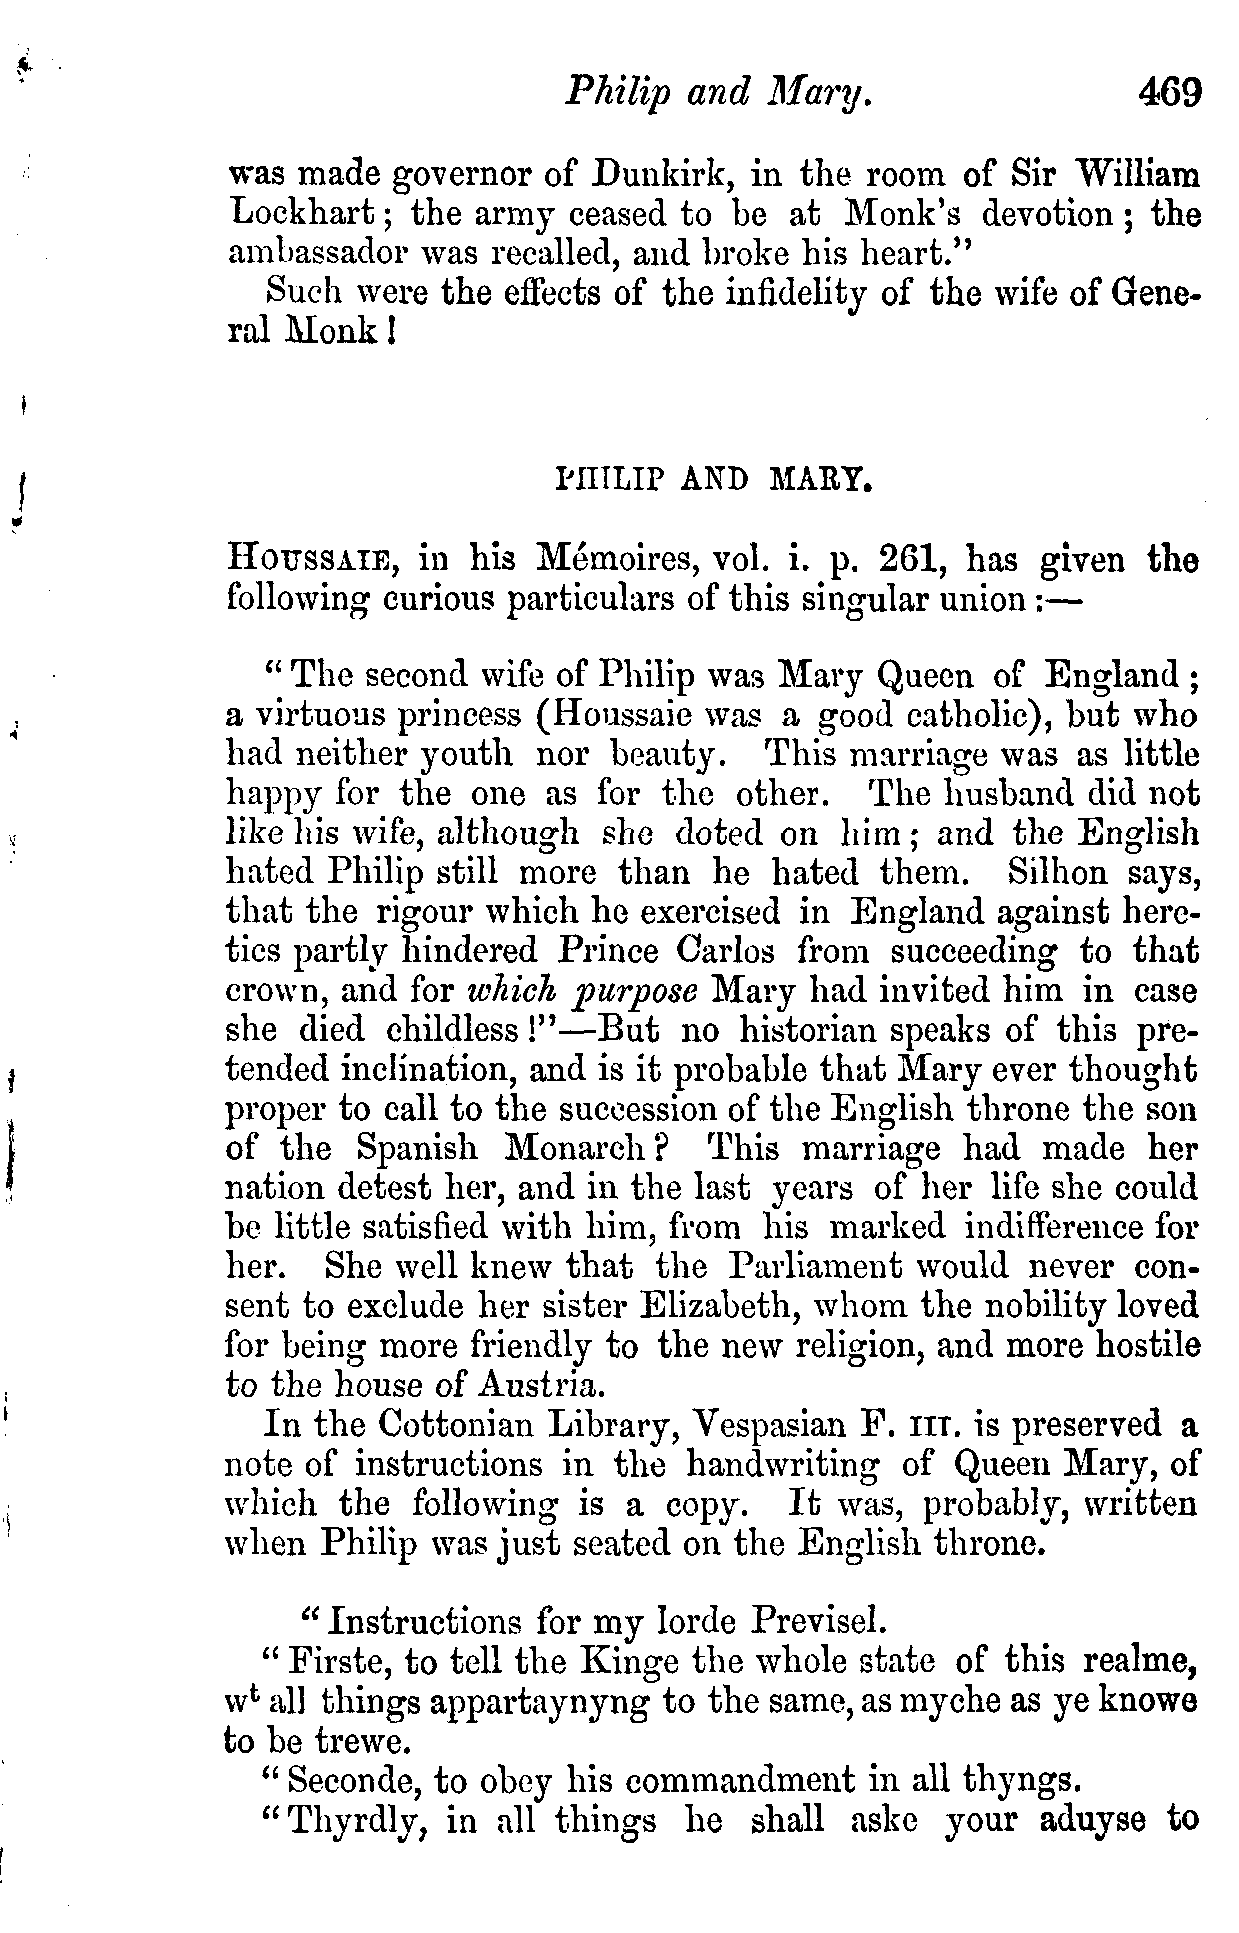 Philip and Mary. 469
was made governor of Dunkirk, in the room of Sir William
Lockhart; the army ceased to be at Monk's devotion; the
ambassador was recalled, and broke his heart."
Such were the effects of the infidelity of the wife of Gene-
ral Monk!
PHILIP AND MARY.
HOUSSAIE, in his Mémoires, vol. i. p. 261, has given the
following curious particulars of this singular union:—
"The second wife of Philip was Mary Queen of England;
a virtuous princess (Houssaie was a good catholic), but who
had neither youth nor beauty. This marriage was as little
happy for the one as for the other. The husband did not
like his wife, although she doted on him; and the English
hated Philip still more than he hated them. Silhon says,
that the rigour which he exercised in England against here-
tics partly hindered Prince Carlos from succeeding to that
crown, and for which purpose Mary had invited him in case
she died childless!"—But no historian speaks of this pre-
tended inclination, and is it probable that Mary ever thought
proper to call to the succession of the English throne the son
of the Spanish Monarch? This marriage had made her
nation detest her, and in the last years of her life she could
be little satisfied with him, from his marked indifference for
her. She well knew that the Parliament would never con-
sent to exclude her sister Elizabeth, whom the nobility loved
for being more friendly to the new religion, and more hostile
to the house of Austria.
In the Cottonian Library, Vespasian F. III. is preserved a
note of instructions in the handwriting of Queen Mary, of
which the following is a copy. It was, probably, written
when Philip was just seated on the English throne.
"Instructions for my lorde Previsel.
"Firste, to tell the Kinge the whole state of this realme,
wt all things appartaynyng to the same, as myche as ye knowe
to be trewe.
"Seconde, to obey his commandment in all thyngs.
"Thyrdly, in all things he shall aske your aduyse to